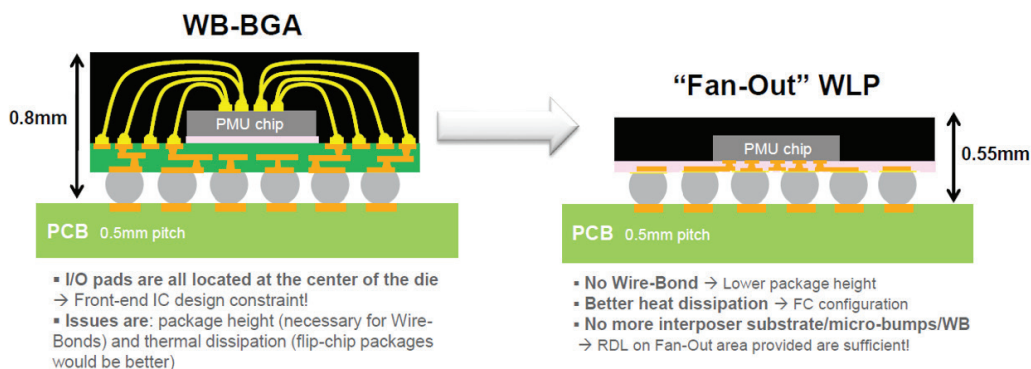 WB-BGA
0.8mm
PMU chip
PCB 0.5mm pitch
▪ I/O pads are all located at the center of the die
→ Front-end IC design constraint!
▪ Issues are: package height (necessary for Wire-
Bonds) and thermal dissipation (flip-chip packages
would be better)
“Fan-Out” WLP
PMU chip
0.55mm
PCB 0.5mm pitch
▪ No Wire-Bond → Lower package height
▪ Better heat dissipation → FC configuration
▪ No more interposer substrate/micro-bumps/WB
→ RDL on Fan-Out area provided are sufficient!